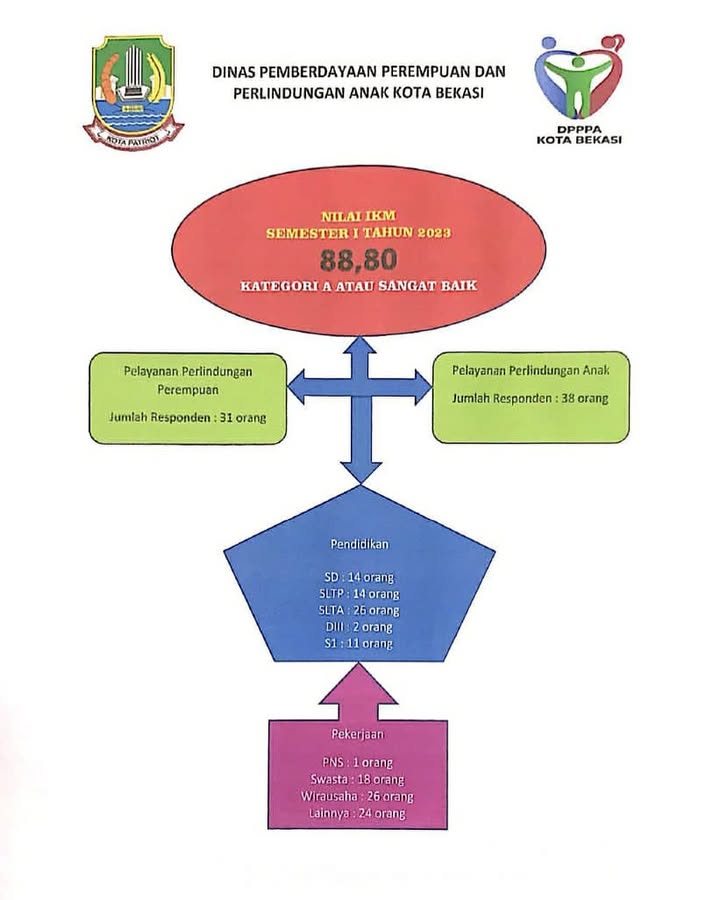 DINAS PEMBERDAYAAN PEREMPUAN DAN
PERLINDUNGAN ANAK KOTA BEKASI
KOTA PATRIOT
DPPPA
KOTA BEKASI
NILAI IKM
SEMESTER I TAHUN 2023
88,80
KATEGORI A ATAU SANGAT BAIK
Pelayanan Perlindungan
Perempuan
Jumlah Responden : 31 orang
Pelayanan Perlindungan Anak
Jumlah Responden : 38 orang
Pendidikan
SD : 14 orang
SLTP : 14 orang
SLTA : 26 orang
DIII : 2 orang
S1 : 11 orang
Pekerjaan
PNS : 1 orang
Swasta : 18 orang
Wirausaha : 26 orang
Lainnya : 24 orang